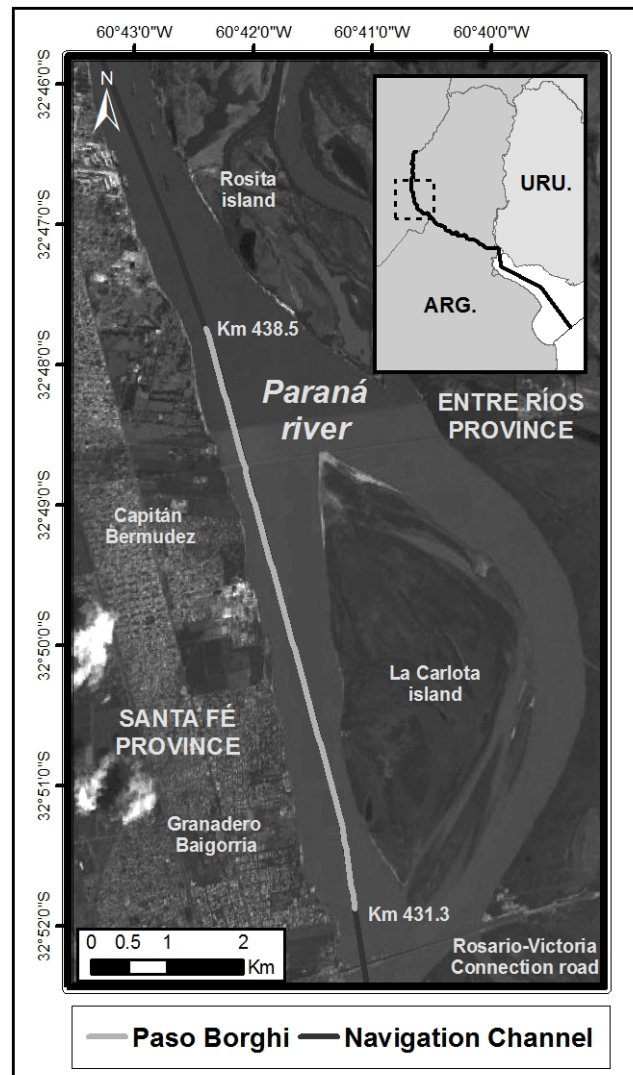 60°43'0"W 60°42'0"W 60°41'0"W 60°40'0"W
32°46'0"S
32°47'0"S
32°48'0"S
32°49'0"S
32°50'0"S
32°51'0"S
32°52'0"S
N
Rosita
island
URU.
ARG.
Km 438.5
Paraná
river
ENTRE RÍOS
PROVINCE
Capitán
Bermudez
La Carlota
island
SANTA FÉ
PROVINCE
Granadero
Baigorria
Km 431.3
Rosario-Victoria
Connection road
0 0.5 1 2
Km
Paso Borghi Navigation Channel